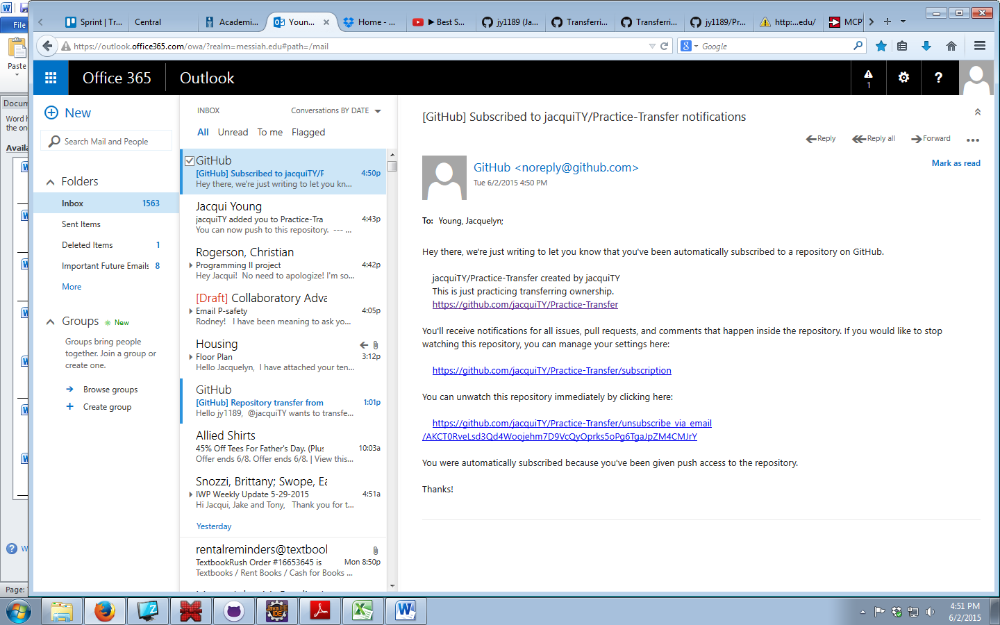 File
Paste
Docum
Word h
the on
Availa
W
Page:
Sprint | Tr...
Central
Academi...
Youn...
Home - ...
▶ Best S...
jy1189 (Ja...
Transferri...
Transferri...
jy1189/Pr...
http:...edu/
MCPT
https://outlook.office365.com/owa/?realm=messiah.edu#path=/mail
Google
Office 365
Outlook
1
?
New
Search Mail and People
Folders
Inbox 1563
Sent Items
Deleted Items 1
Important Future Emails 8
More
Groups New
Groups bring people
together. Join a group or
create one.
Browse groups
Create group
INBOX Conversations BY DATE
All Unread To me Flagged
GitHub
[GitHub] Subscribed to jacquiTY/P 4:50p
Hey there, we're just writing to let you kn...
Jacqui Young
jacquiTY added you to Practice-Tra 4:43p
You can now push to this repository. --- ...
Rogerson, Christian
Programming II project 4:42p
Hey Jacqui! No need to apologize! I'm so...
[Draft] Collaboratory Adva
Email P-safety 4:05p
Rodney! I have been meaning to ask yo...
Housing
Floor Plan 3:12p
Hello Jacquelyn, I have attached your ten...
GitHub
[GitHub] Repository transfer from 1:01p
Hello jy1189, @jacquiTY wants to transfe...
Allied Shirts
45% Off Tees For Father's Day. (Plus 10:03a
Offer ends 6/8. Offer ends 6/8. | View this...
Snozzi, Brittany; Swope, Ea
IWP Weekly Update 5-29-2015 4:51a
Hi Jacqui, Jake and Tony, Thank you for t...
Yesterday
rentalreminders@textbool
TextbookRush Order #16653645 is Mon 8:50p
Textbooks / Rent Books / Cash for Books ...
[GitHub] Subscribed to jacquiTY/Practice-Transfer notifications
Reply Reply all Forward
GitHub <noreply@github.com>
Mark as read
Tue 6/2/2015 4:50 PM
To: Young, Jacquelyn;
Hey there, we're just writing to let you know that you've been automatically subscribed to a repository on GitHub.
jacquiTY/Practice-Transfer created by jacquiTY
This is just practicing transferring ownership.
https://github.com/jacquiTY/Practice-Transfer
You'll receive notifications for all issues, pull requests, and comments that happen inside the repository. If you would like to stop
watching this repository, you can manage your settings here:
https://github.com/jacquiTY/Practice-Transfer/subscription
You can unwatch this repository immediately by clicking here:
https://github.com/jacquiTY/Practice-Transfer/unsubscribe_via_email
/AKCT0RveLsd3Qd4Woojehm7D9VcQyOprks5oPg6TgaJpZM4CMJrY
You were automatically subscribed because you've been given push access to the repository.
Thanks!
Java EE
IDE
4:51 PM
6/2/2015